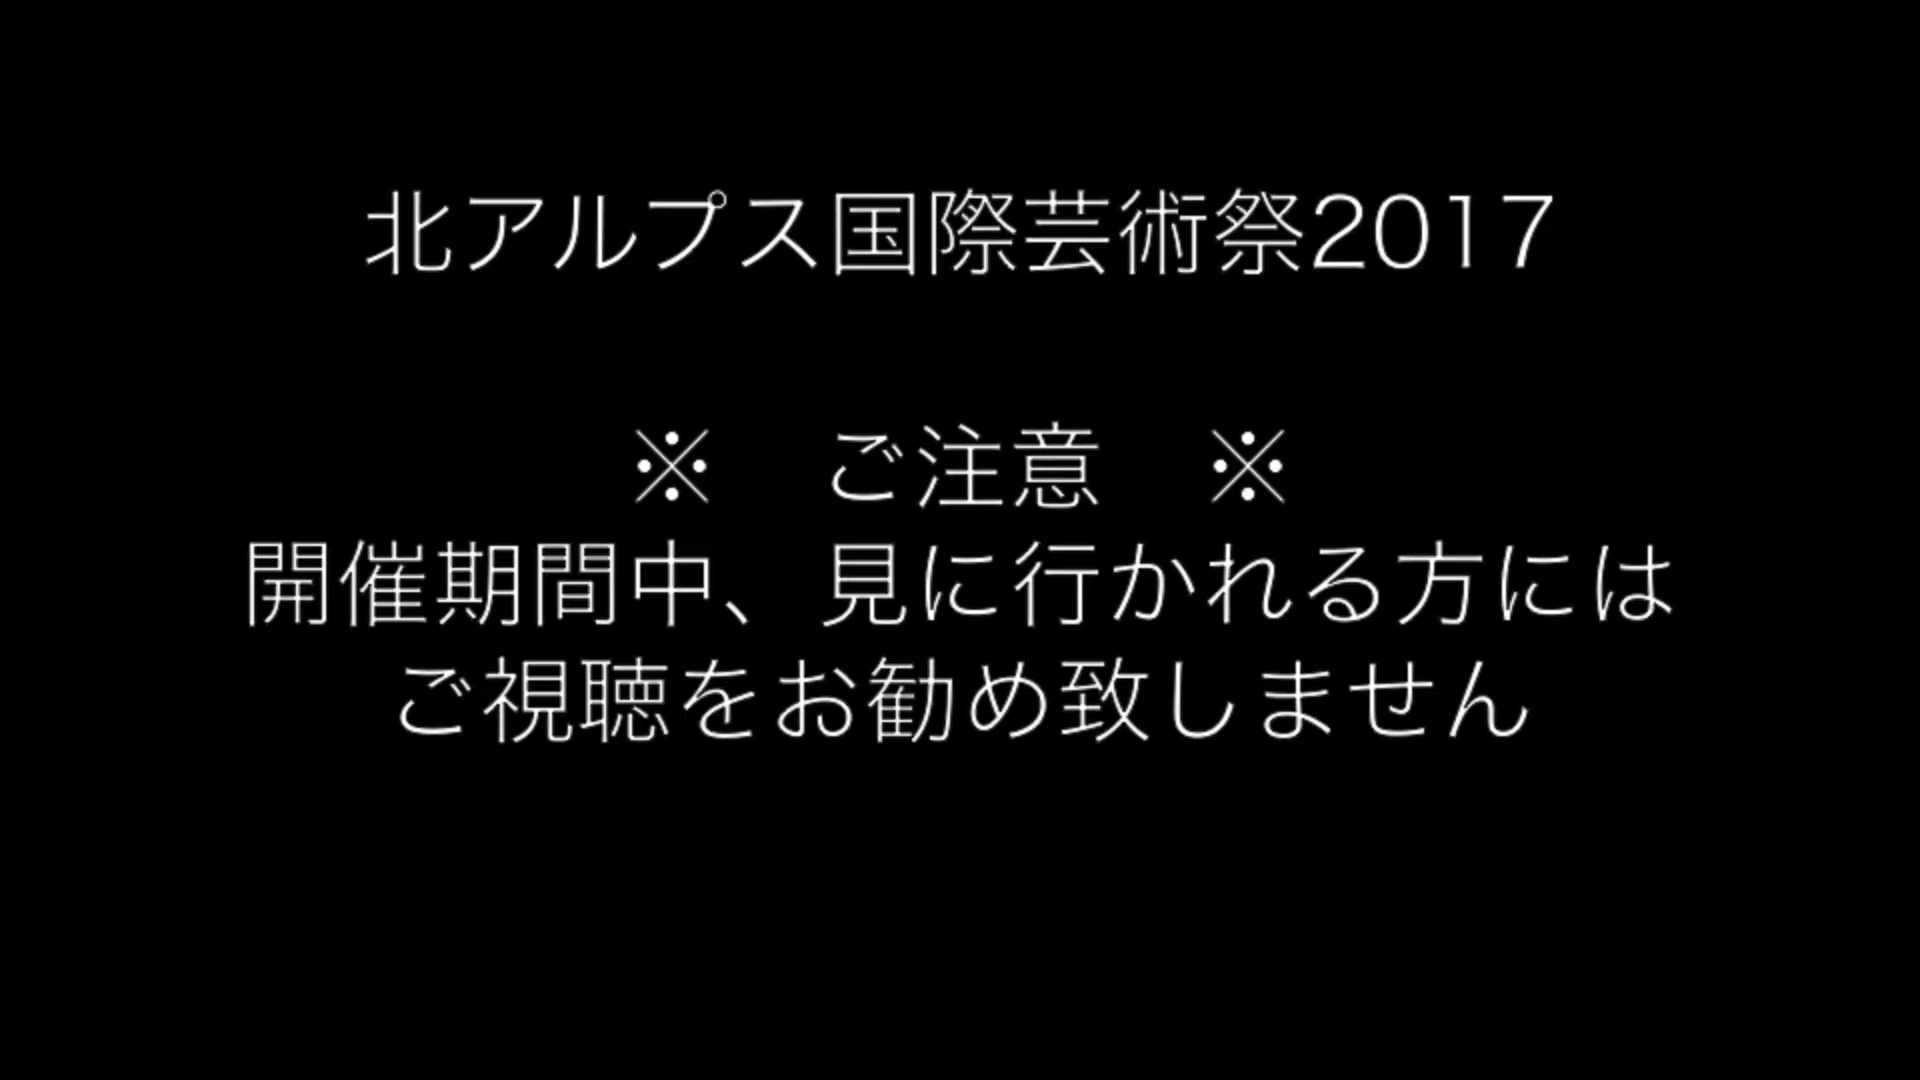 北アルプス国際芸術祭2017
※　ご注意　※
開催期間中、見に行かれる方には
ご視聴をお勧め致しません